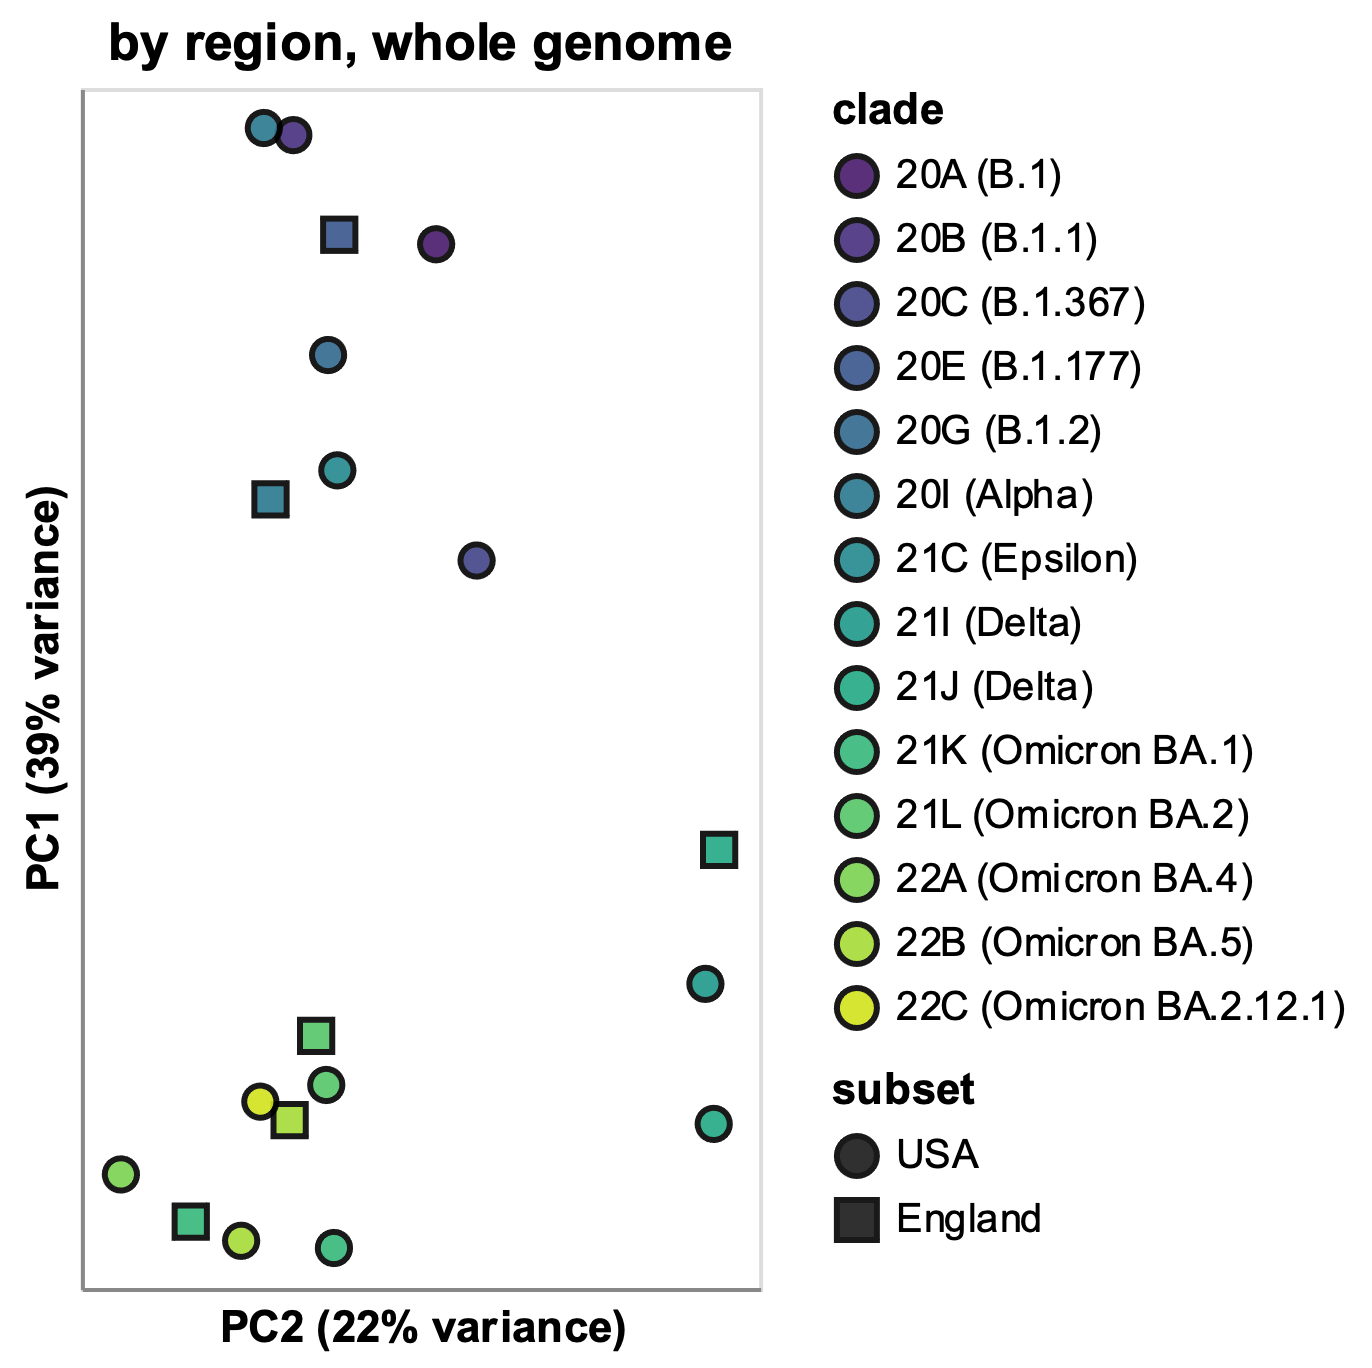 by region, whole genome
PC1 (39% variance)
PC2 (22% variance)
clade
20A (B.1)
20B (B.1.1)
20C (B.1.367)
20E (B.1.177)
20G (B.1.2)
20I (Alpha)
21C (Epsilon)
21I (Delta)
21J (Delta)
21K (Omicron BA.1)
21L (Omicron BA.2)
22A (Omicron BA.4)
22B (Omicron BA.5)
22C (Omicron BA.2.12.1)
subset
USA
England